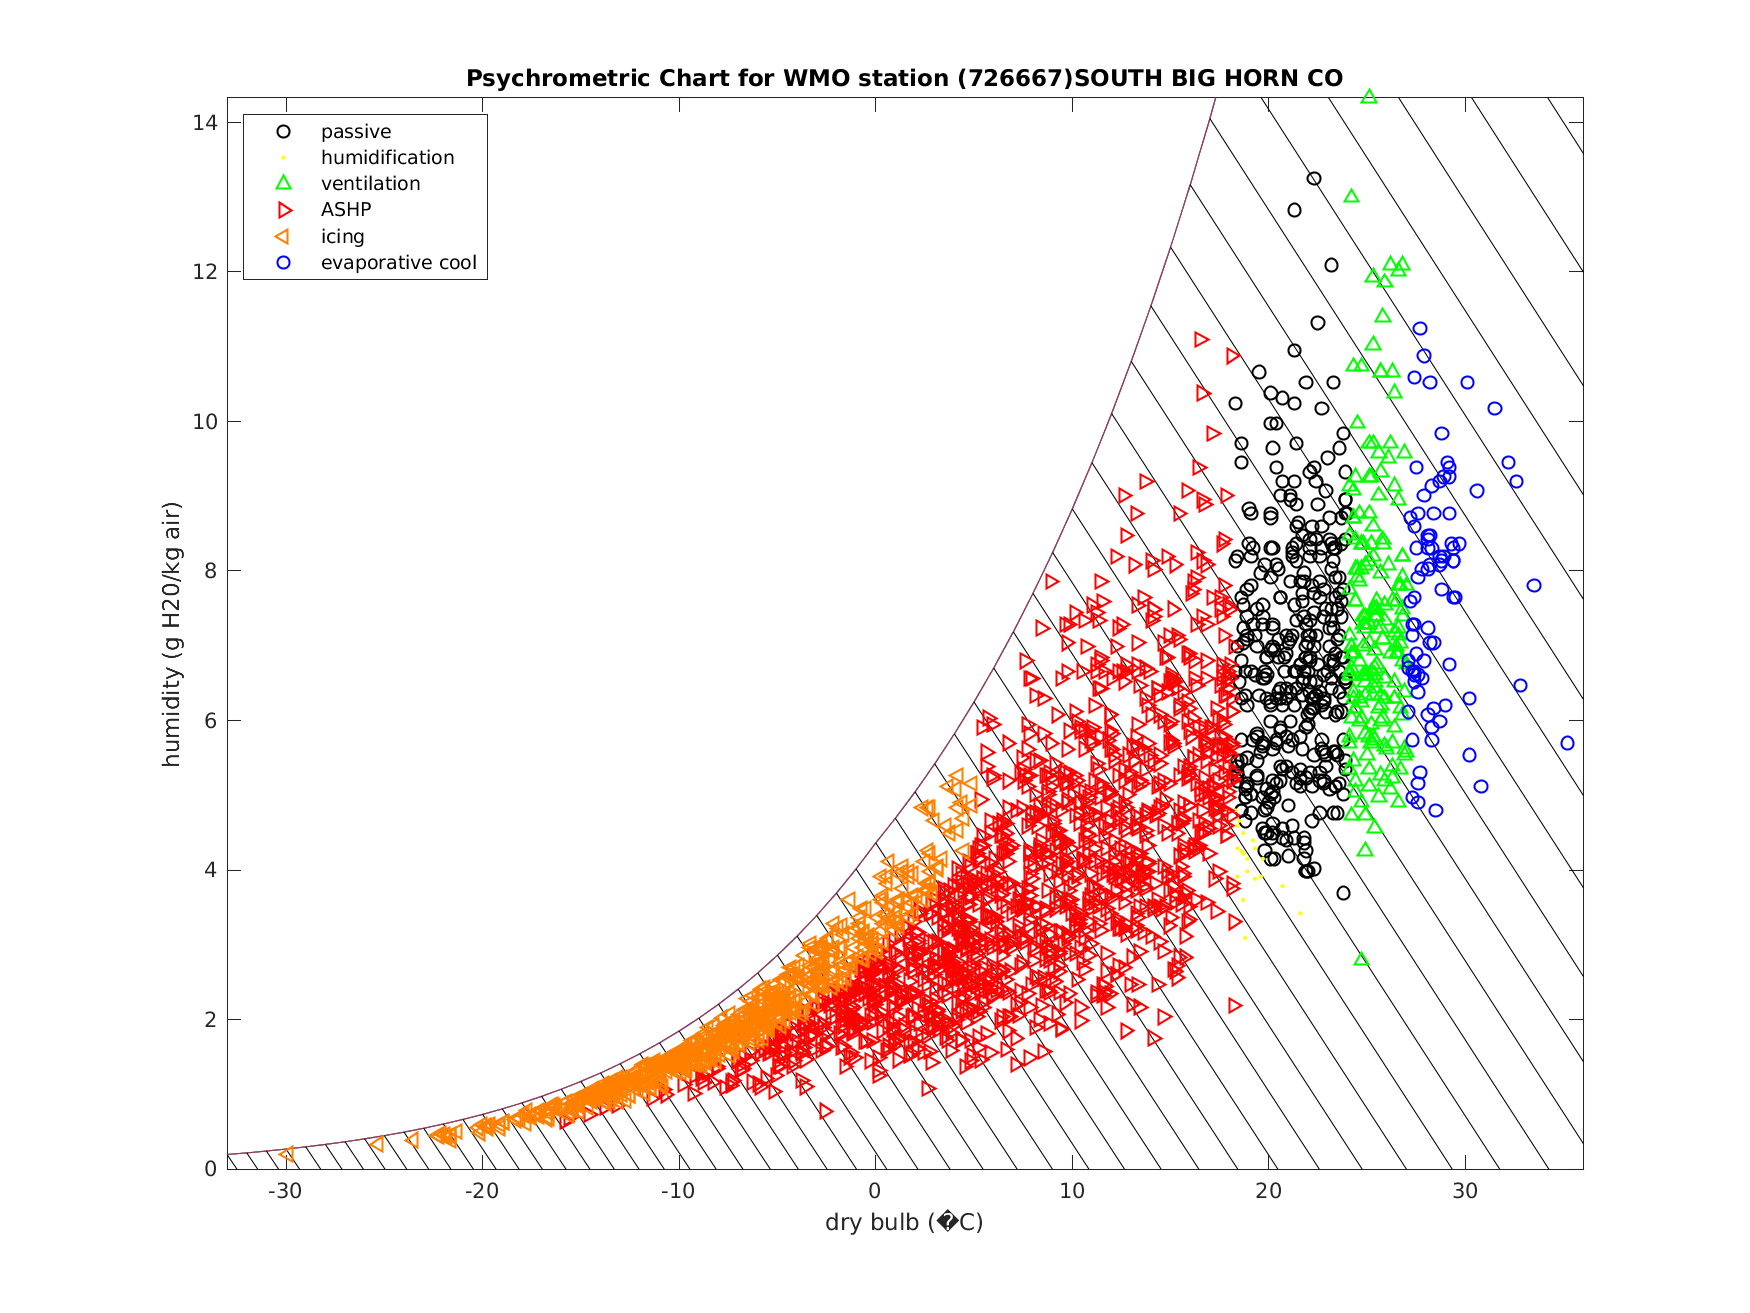 Psychrometric Chart for WMO station (726667)SOUTH BIG HORN CO
passive
humidification
ventilation
ASHP
icing
evaporative cool
14
12
10
8
6
4
2
0
humidity (g H20/kg air)
-30
-20
-10
0
10
20
30
dry bulb (�C)